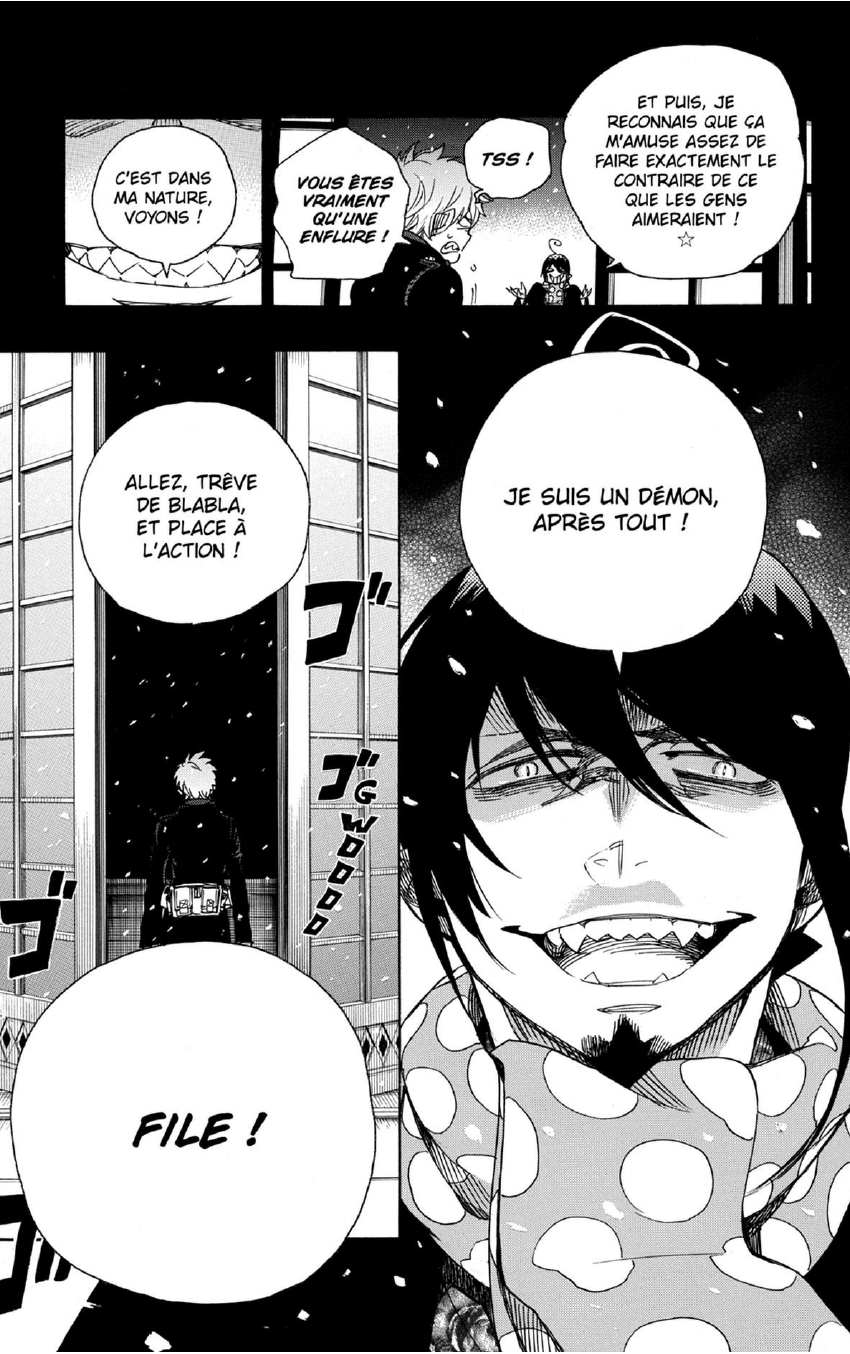 ET PUIS, JE
RECONNAIS QUE ÇA
M'AMUSE ASSEZ DE
FAIRE EXACTEMENT LE
CONTRAIRE DE CE
QUE LES GENS
AIMERAIENT !
☆
TSS !
VOUS ÊTES
VRAIMENT
QU'UNE
ENFLURE !
C'EST DANS
MA NATURE,
VOYONS !
JE SUIS UN DÉMON,
APRÈS TOUT !
ALLEZ, TRÊVE
DE BLABLA,
ET PLACE À
L'ACTION !
ゴ
ゴ
GWOOOO
ゴ
ゴ
FILE !